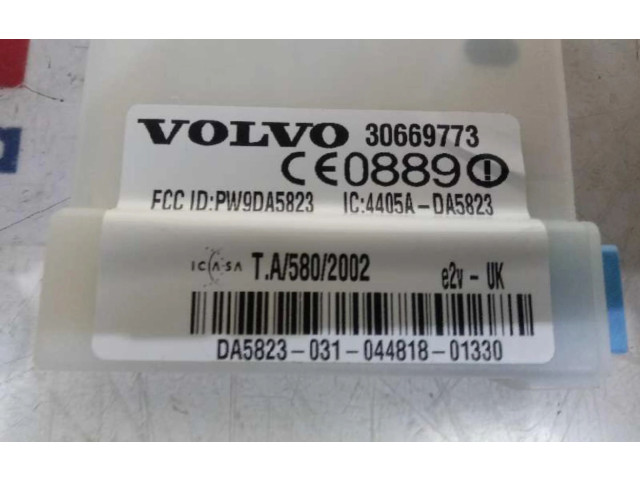 VOLVO 30669773
CE0889
FCC ID:PW9DA5823 IC:4405A-DA5823
ICASA T.A/580/2002 e2v - UK
DA5823-031-044818-01330